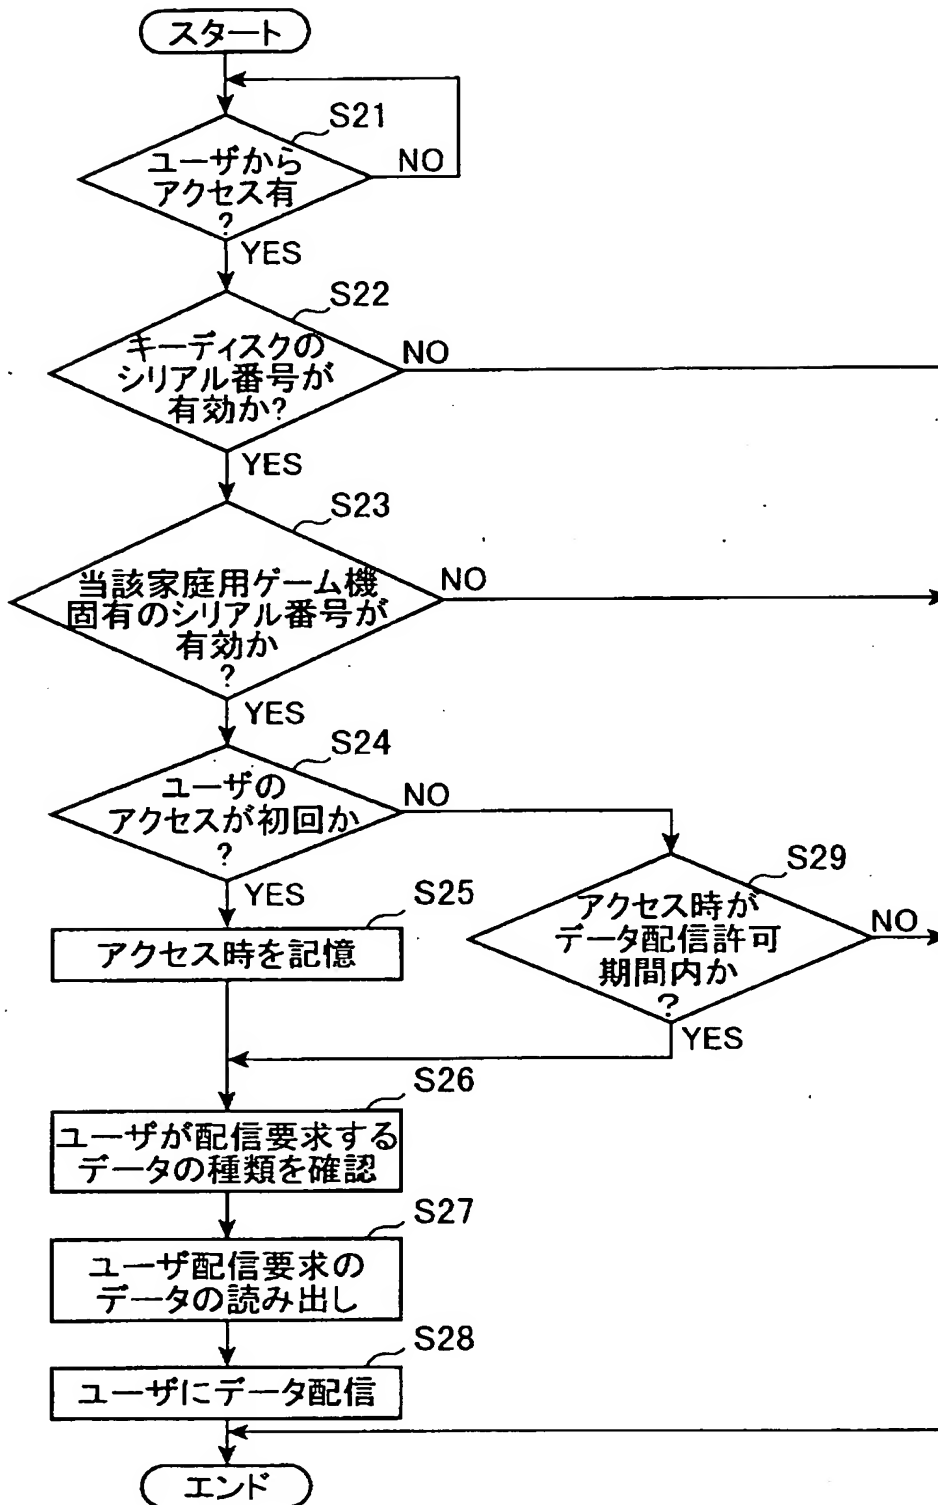 スタート
S21
ユーザから
アクセス有
?
NO
YES
S22
キーディスクの
シリアル番号が
有効か?
NO
YES
S23
当該家庭用ゲーム機
固有のシリアル番号が
有効か
?
NO
YES
S24
ユーザの
アクセスが初回か
?
NO
YES
S29
アクセス時が
データ配信許可
期間内か
?
NO
YES
S25
アクセス時を記憶
S26
ユーザが配信要求する
データの種類を確認
S27
ユーザ配信要求の
データの読み出し
S28
ユーザにデータ配信
エンド